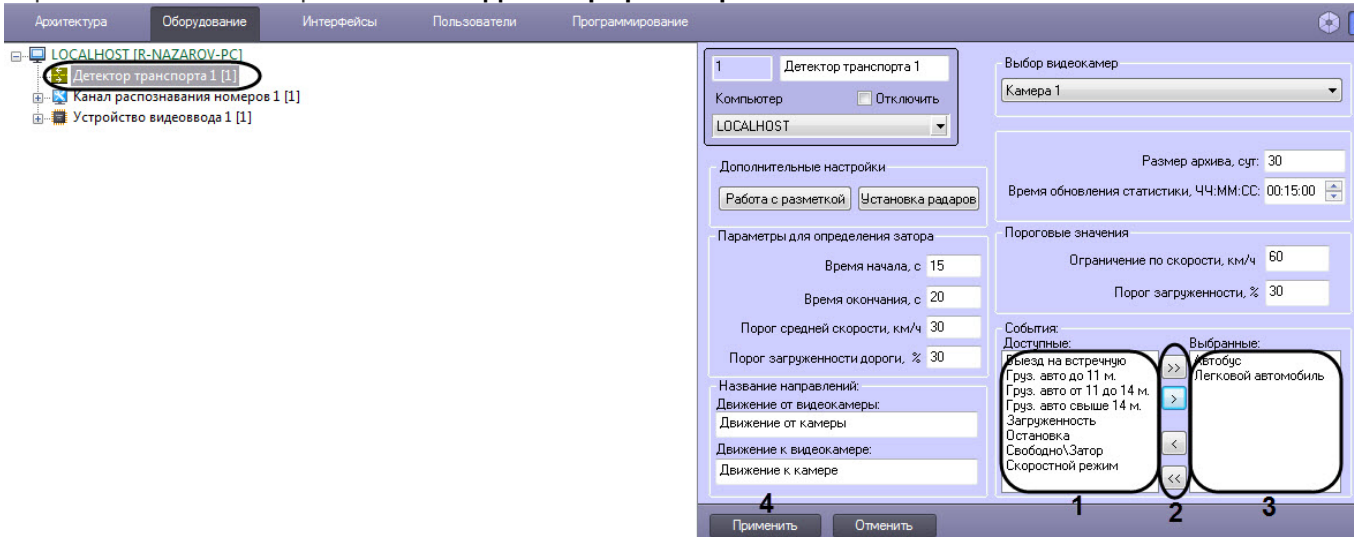 Архитектура Оборудование Интерфейсы Пользователи Программирование
LOCALHOST [R-NAZAROV-PC]
Детектор транспорта 1 [1]
Канал распознавания номеров 1 [1]
Устройство видеоввода 1 [1]
1 Детектор транспорта 1
Компьютер Отключить
LOCALHOST
Дополнительные настройки
Работа с разметкой Установка радаров
Параметры для определения затора
Время начала, с 15
Время окончания, с 20
Порог средней скорости, км/ч 30
Порог загруженности дороги, % 30
Название направлений:
Движение от видеокамеры:
Движение от камеры
Движение к видеокамере:
Движение к камере
Выбор видеокамер
Камера 1
Размер архива, сут: 30
Время обновления статистики, ЧЧ:ММ:СС: 00:15:00
Пороговые значения
Ограничение по скорости, км/ч 60
Порог загруженности, % 30
События:
Доступные: Выбранные:
Выезд на встречную
Груз. авто до 11 м.
Груз. авто от 11 до 14 м.
Груз. авто свыше 14 м.
Загруженность
Остановка
Свободно\Затор
Скоростной режим
>>
>
<
<<
Автобус
Легковой автомобиль
1 2 3
4
Применить Отменить